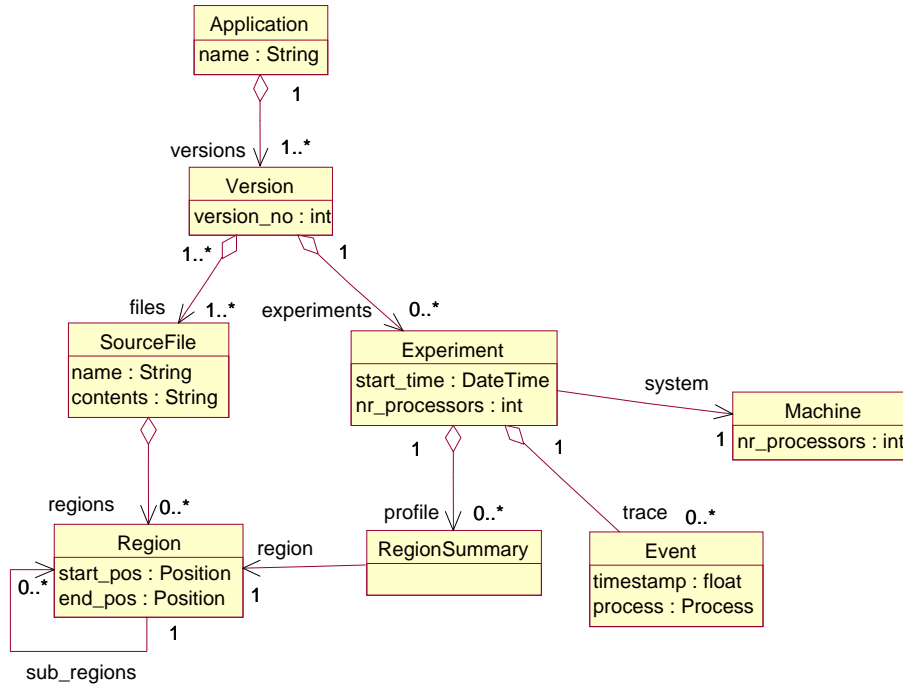 Application
name : String
1
versions
1..*
Version
version_no : int
1..*
1
files
1..*
experiments
0..*
SourceFile
name : String
contents : String
Experiment
start_time : DateTime
nr_processors : int
system
1
Machine
nr_processors : int
1
1
regions
0..*
profile
0..*
trace
0..*
Region
start_pos : Position
end_pos : Position
0..*
1
sub_regions
region
1
RegionSummary
Event
timestamp : float
process : Process